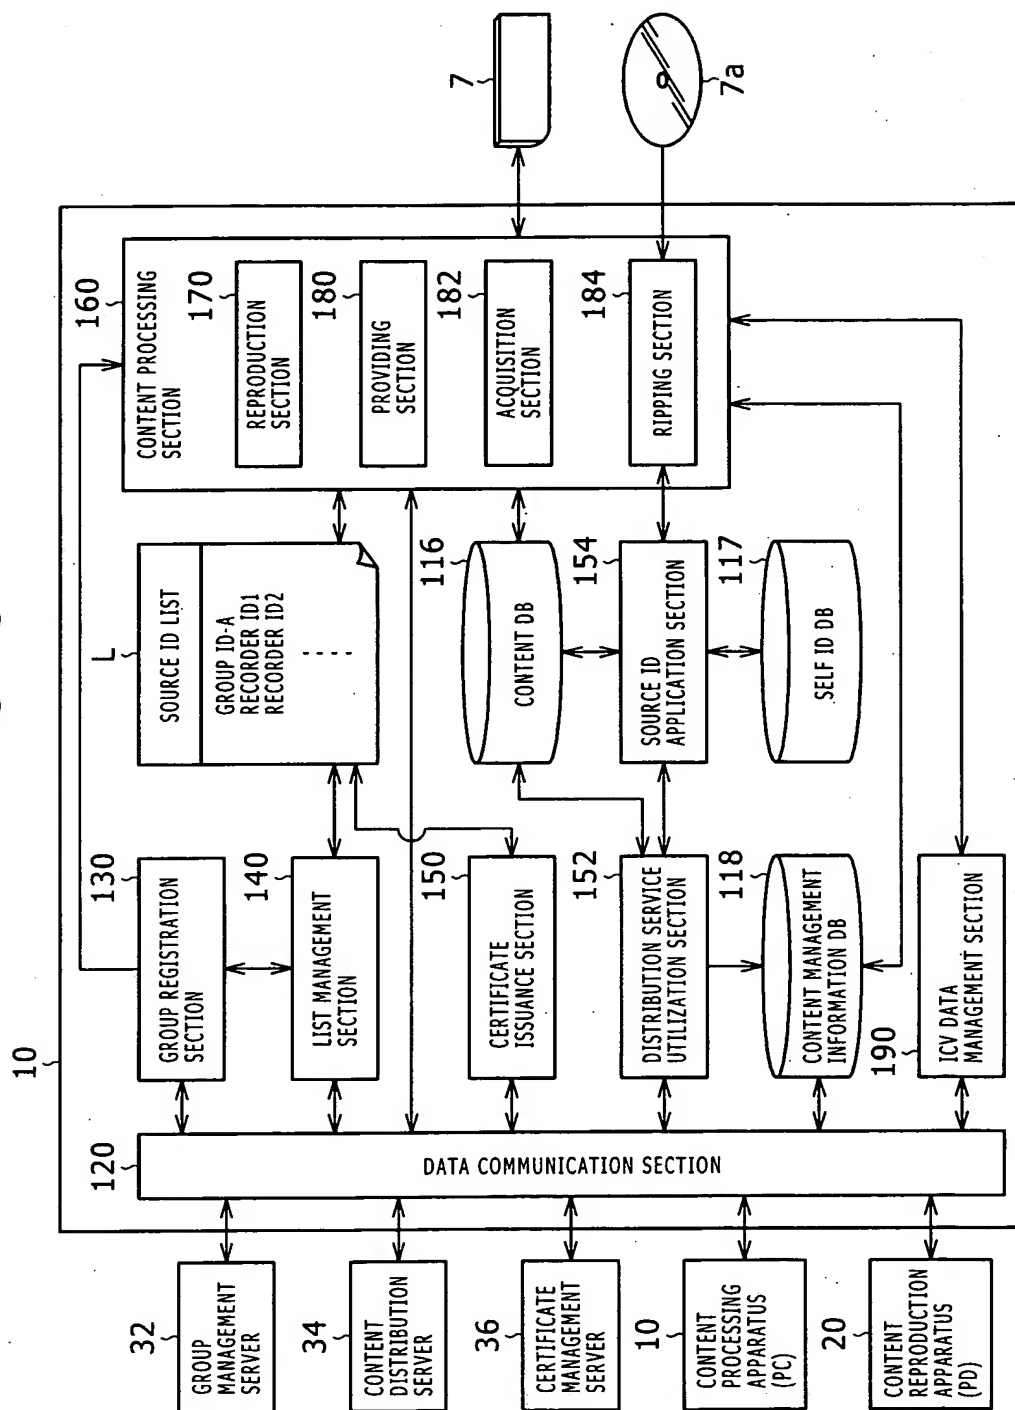 10
32
GROUP
MANAGEMENT
SERVER
34
CONTENT
DISTRIBUTION
SERVER
36
CERTIFICATE
MANAGEMENT
SERVER
10
CONTENT
PROCESSING
APPARATUS
(PC)
20
CONTENT
REPRODUCTION
APPARATUS
(PD)
120
DATA COMMUNICATION SECTION
130
GROUP REGISTRATION
SECTION
140
LIST MANAGEMENT
SECTION
150
CERTIFICATE
ISSUANCE SECTION
152
DISTRIBUTION SERVICE
UTILIZATION SECTION
118
CONTENT MANAGEMENT
INFORMATION DB
190
ICV DATA
MANAGEMENT SECTION
L
SOURCE ID LIST
GROUP ID-A
RECORDER ID1
RECORDER ID2
116
CONTENT DB
154
SOURCE ID
APPLICATION SECTION
117
SELF ID DB
160
CONTENT PROCESSING
SECTION
170
REPRODUCTION
SECTION
180
PROVIDING
SECTION
182
ACQUISITION
SECTION
184
RIPPING SECTION
7
7a